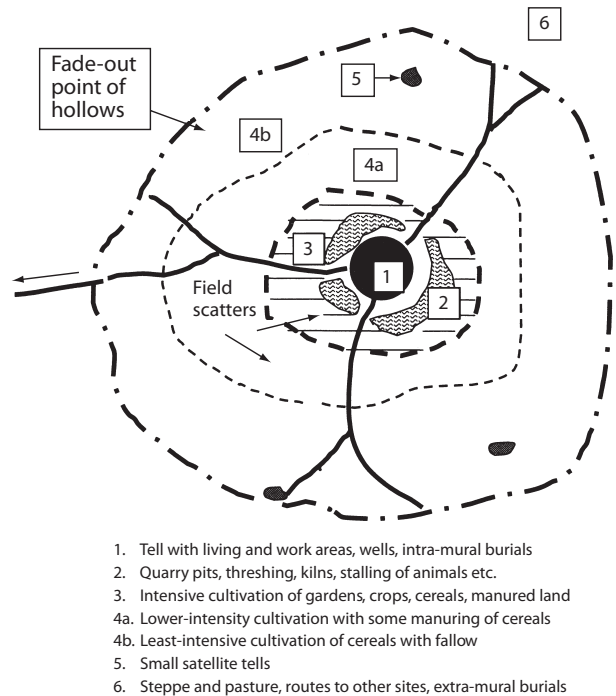 6
Fade-out
point of
hollows
5
4b
4a
3
1
Field
scatters
2
1. Tell with living and work areas, wells, intra-mural burials
2. Quarry pits, threshing, kilns, stalling of animals etc.
3. Intensive cultivation of gardens, crops, cereals, manured land
4a. Lower-intensity cultivation with some manuring of cereals
4b. Least-intensive cultivation of cereals with fallow
5. Small satellite tells
6. Steppe and pasture, routes to other sites, extra-mural burials